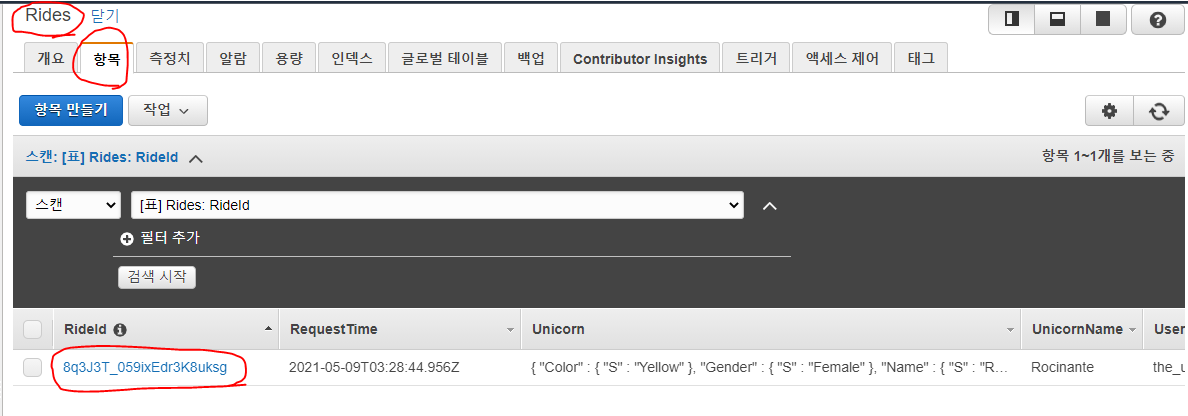 Rides 닫기
개요 항목 측정치 알람 용량 인덱스 글로벌 테이블 백업 Contributor Insights 트리거 액세스 제어 태그
항목 만들기 작업
스캔: [표] Rides: RideId 항목 1~1개를 보는 중
스캔 [표] Rides: RideId
필터 추가
검색 시작
RideId RequestTime Unicorn UnicornName User
8q3J3T_059ixEdr3K8uksg 2021-05-09T03:28:44.956Z { "Color" : { "S" : "Yellow" }, "Gender" : { "S" : "Female" }, "Name" : { "S" : "R... Rocinante the_u